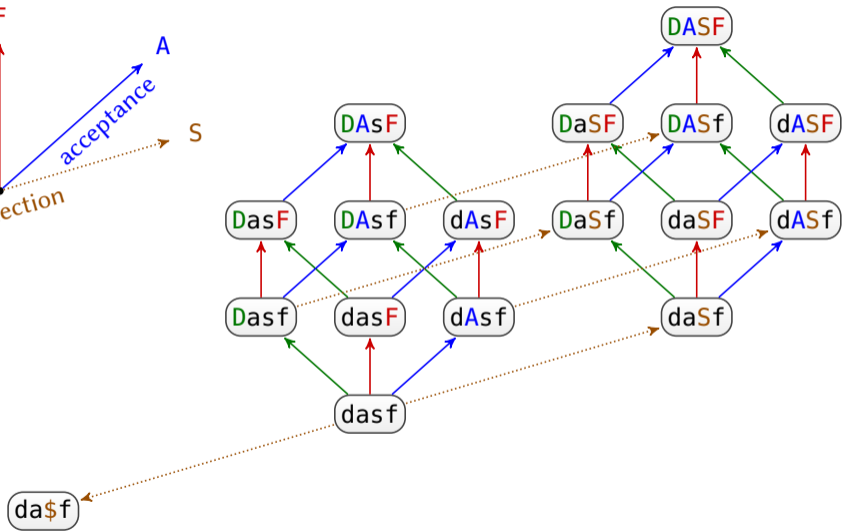 F
A
acceptance
S
ection
DASF
DAsF
DaSF
DASf
dASF
DasF
DAsf
dAsF
DaSf
daSF
dASf
Dasf
dasF
dAsf
daSf
dasf
da$f